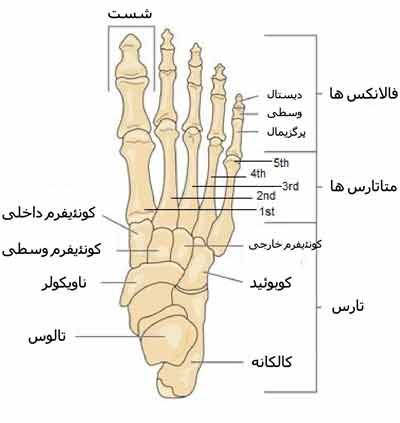 شست
فالانکس ها
دیستال
وسطی
پرگزیمال
5th
4th
3rd
2nd
1st
متاتارس ها
کونئیفرم داخلی
کونئیفرم وسطی
کونئیفرم خارجی
ناویکولر
کوبوئید
تارس
تالوس
کالکانه